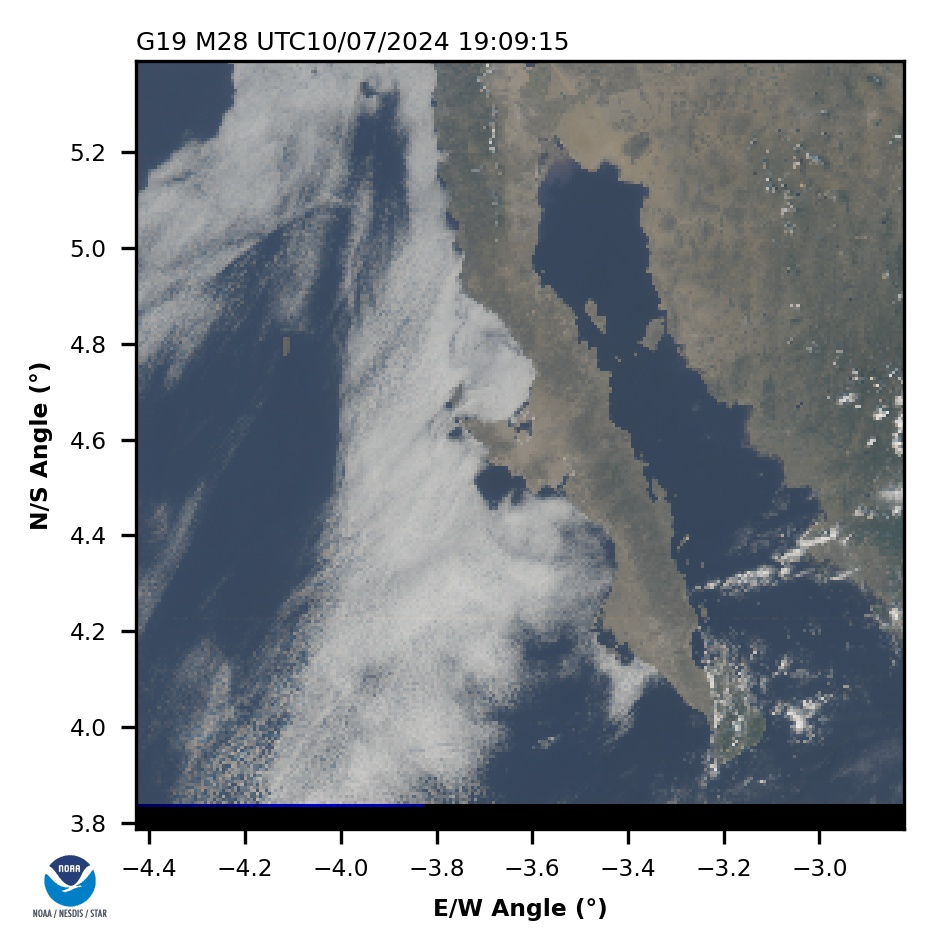 G19 M28 UTC10/07/2024 19:09:15
5.2
5.0
4.8
4.6
4.4
4.2
4.0
3.8
N/S Angle (°)
−4.4 −4.2 −4.0 −3.8 −3.6 −3.4 −3.2 −3.0
E/W Angle (°)
NOAA
NOAA / NESDIS / STAR